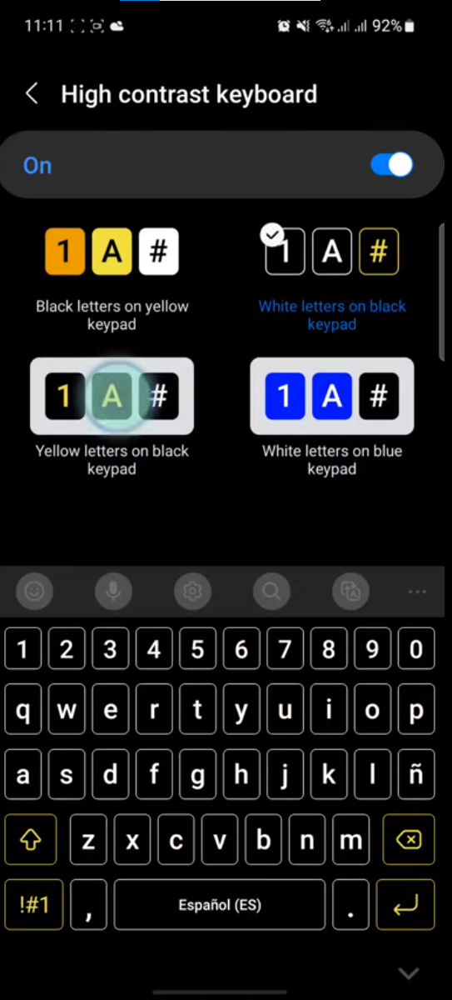 11:11 92%
High contrast keyboard
On
1 A #
Black letters on yellow
keypad
1 A #
White letters on black
keypad
1 A #
Yellow letters on black
keypad
1 A #
White letters on blue
keypad
1 2 3 4 5 6 7 8 9 0
q w e r t y u i o p
a s d f g h j k l ñ
z x c v b n m
!#1 , Español (ES) .